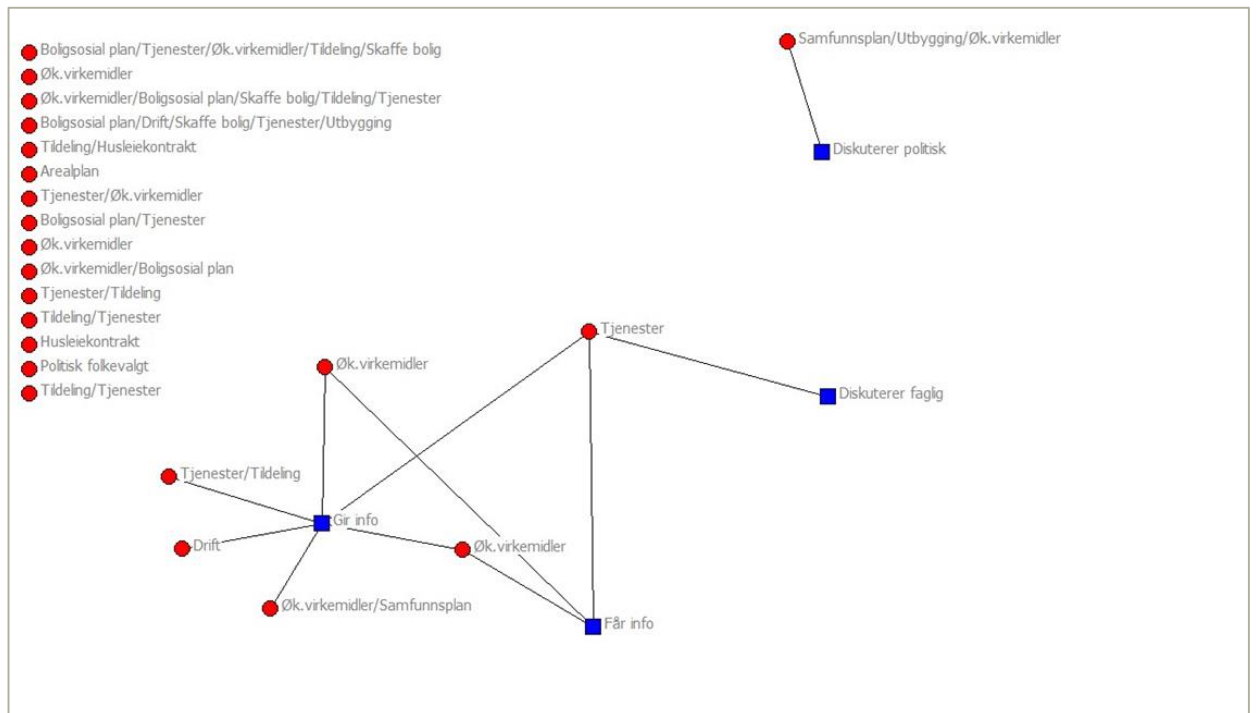 Boligsosial plan/Tjenester/Øk.virkemidler/Tildeling/Skaffe bolig
Øk.virkemidler
Øk.virkemidler/Boligsosial plan/Skaffe bolig/Tildeling/Tjenester
Boligsosial plan/Drift/Skaffe bolig/Tjenester/Utbygging
Tildeling/Husleiekontrakt
Arealplan
Tjenester/Øk.virkemidler
Boligsosial plan/Tjenester
Øk.virkemidler
Øk.virkemidler/Boligsosial plan
Tjenester/Tildeling
Tildeling/Tjenester
Husleiekontrakt
Politisk folkevalgt
Tildeling/Tjenester
Samfunnsplan/Utbygging/Øk.virkemidler
Diskuterer politisk
Tjenester
Øk.virkemidler
Diskuterer faglig
Tjenester/Tildeling
Gir info
Drift
Øk.virkemidler
Øk.virkemidler/Samfunnsplan
Får info